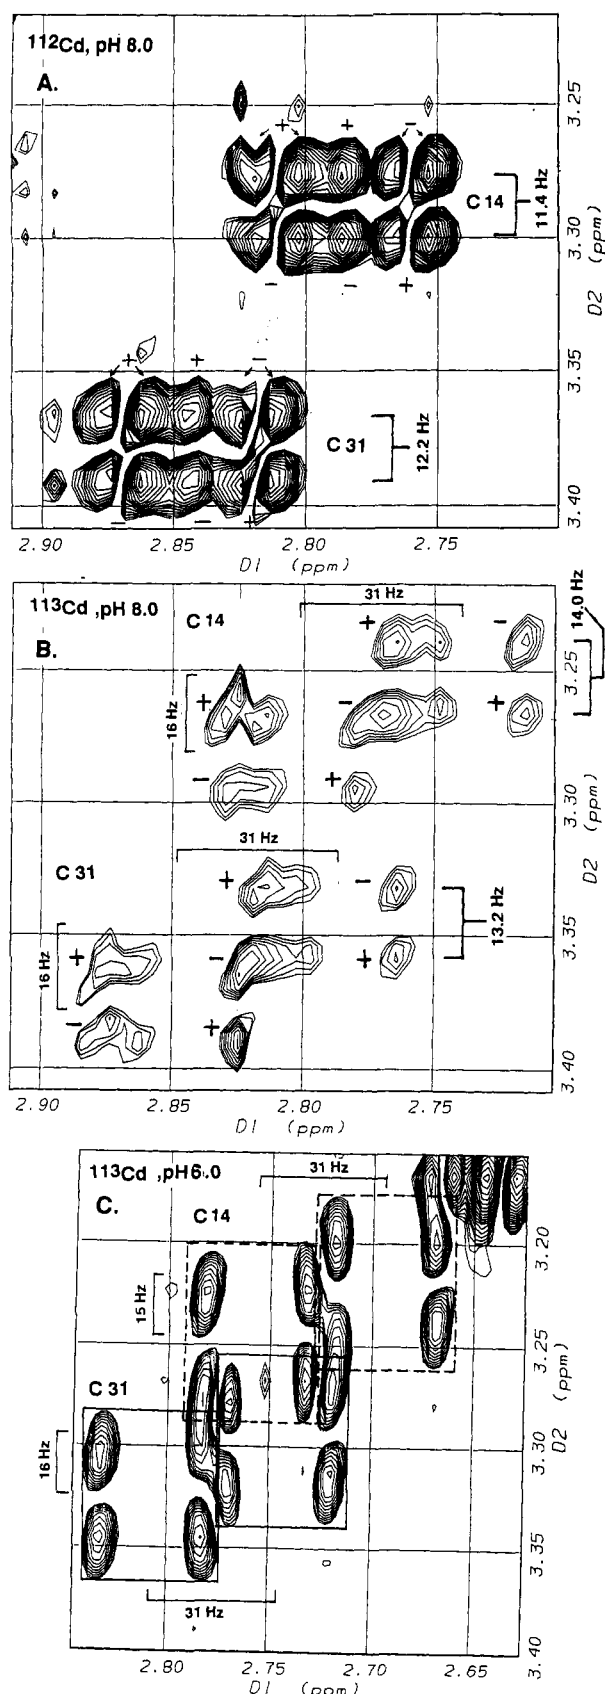 112Cd, pH 8.0
A.
+
-
+
C 14
11.4 Hz
3.25
3.30
3.35
3.40
D2 (ppm)
-
-
+
+
+
-
C 31
12.2 Hz
-
-
+
2.90
2.85
2.80
2.75
D1 (ppm)
113Cd ,pH 8.0
B.
C 14
31 Hz
14.0 Hz
+
-
+
-
+
16 Hz
-
+
C 31
31 Hz
+
-
13.2 Hz
16 Hz
+
-
+
-
+
3.25
3.30
3.35
3.40
D2 (ppm)
2.90
2.85
2.80
2.75
D1 (ppm)
113Cd ,pH6.0
C.
31 Hz
C 14
15 Hz
C 31
16 Hz
31 Hz
3.20
3.25
3.30
3.35
3.40
D2 (ppm)
2.80
2.75
2.70
2.65
D1 (ppm)